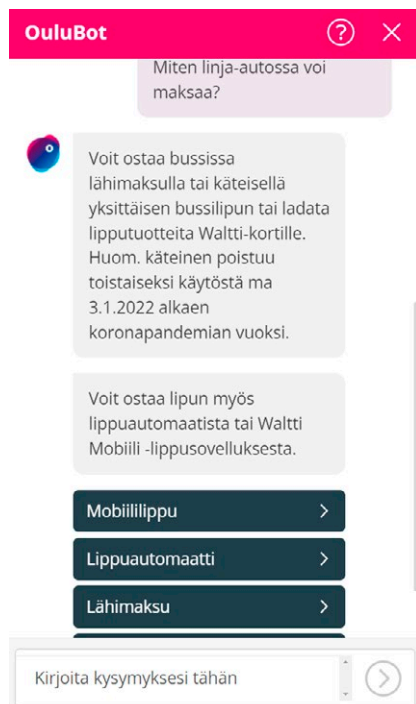 OuluBot
Miten linja-autossa voi
maksaa?
Voit ostaa bussissa
lähimaksulla tai käteisellä
yksittäisen bussilipun tai ladata
lipputuotteita Waltti-kortille.
Huom. käteinen poistuu
toistaiseksi käytöstä ma
3.1.2022 alkaen
koronapandemian vuoksi.
Voit ostaa lipun myös
lippuautomaatista tai Waltti
Mobiili -lippusovelluksesta.
Mobiililippu
Lippuautomaatti
Lähimaksu
Kirjoita kysymyksesi tähän